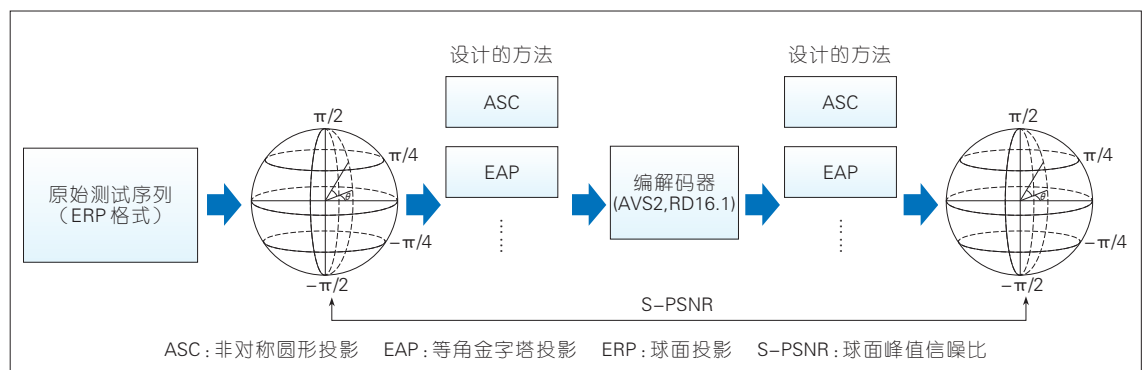 设计的方法
设计的方法
ASC
ASC
π/2
π/2
π/4
π/4
原始测试序列
（ERP格式）
θ
EAP
编解码器
(AVS2,RD16.1)
EAP
θ
-π/4
-π/4
-π/2
-π/2
S-PSNR
ASC：非对称圆形投影 EAP：等角金字塔投影 ERP：球面投影 S-PSNR：球面峰值信噪比